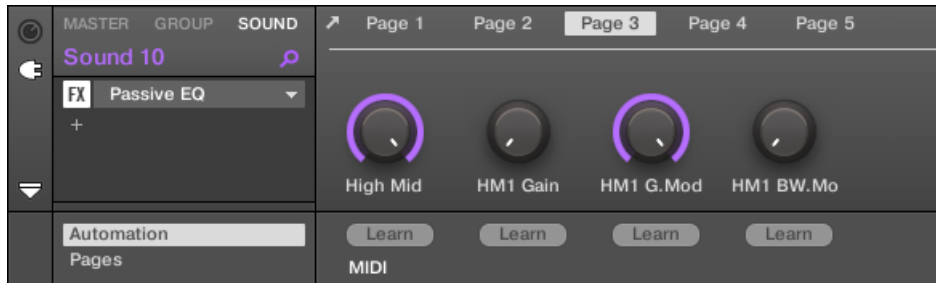 MASTER GROUP SOUND
Page 1 Page 2 Page 3 Page 4 Page 5
Sound 10
FX Passive EQ
+
High Mid HM1 Gain HM1 G.Mod HM1 BW.Mo
Automation
Learn Learn Learn Learn
Pages
MIDI